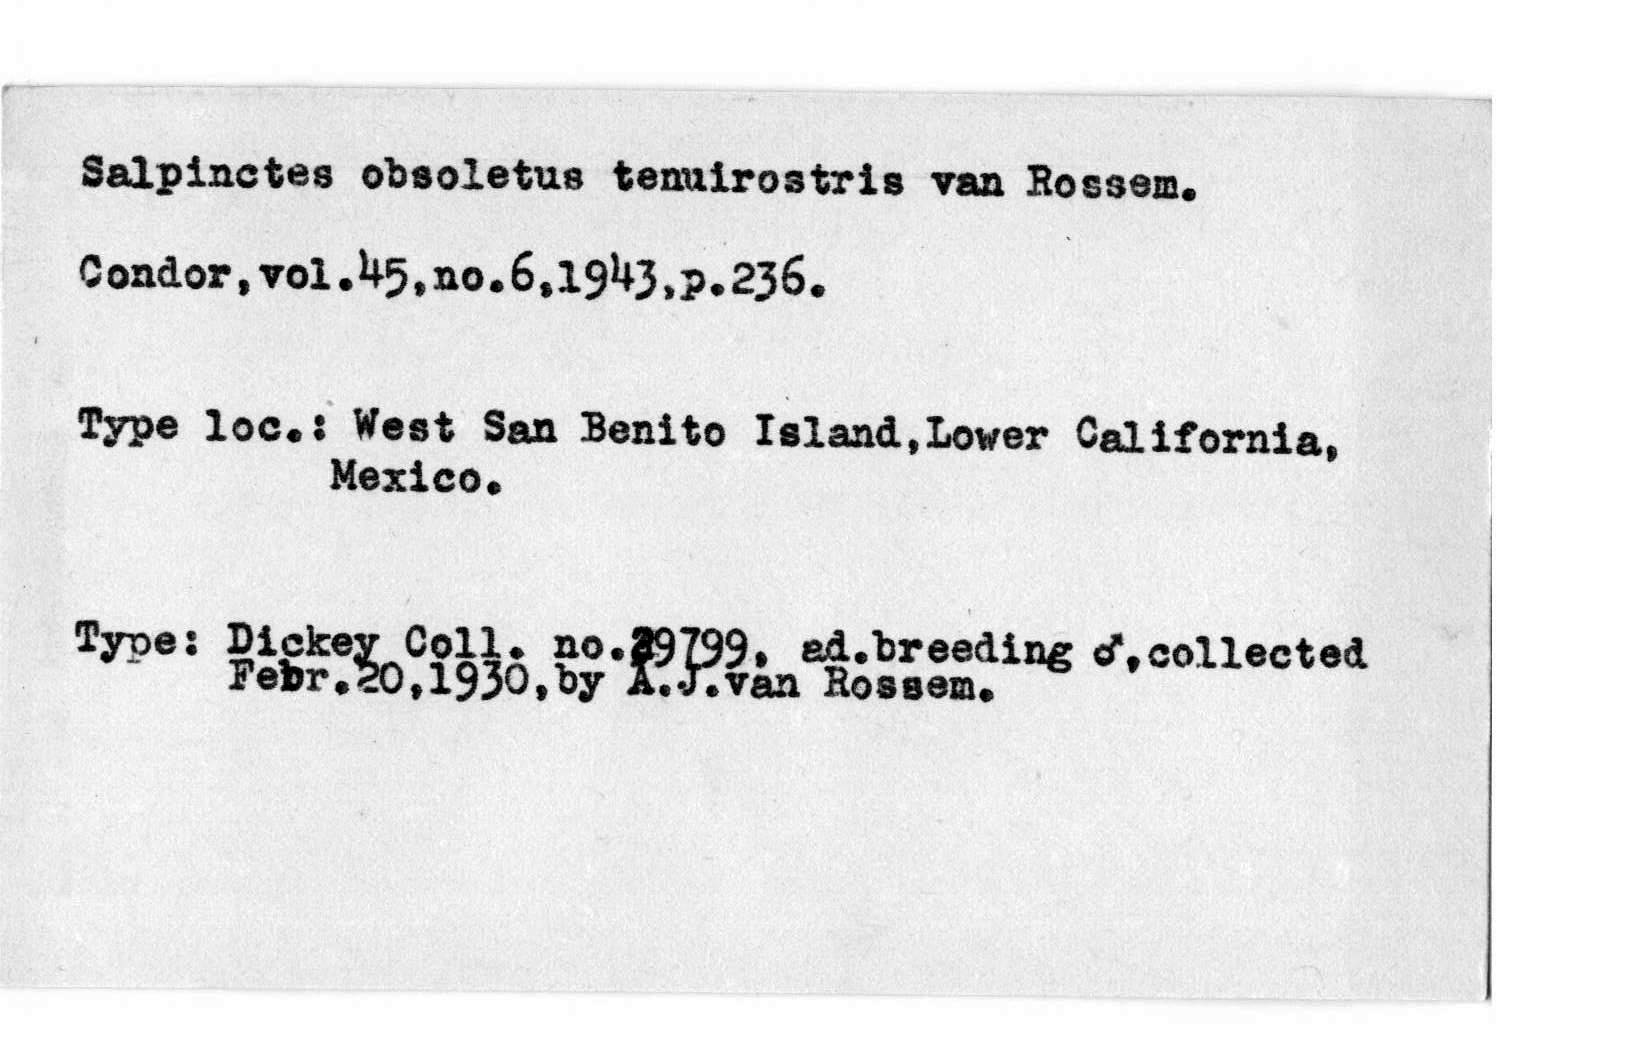 Salpinctes obsoletus tenuirostris van Rossem.
Condor,vol.45,no.6,1943,p.236.
Type loc.: West San Benito Island,Lower California,
Mexico.
Type: Dickey Coll. no. ad.breeding ♂,collected
Febr.20,1930,by A.J.van Rossem.